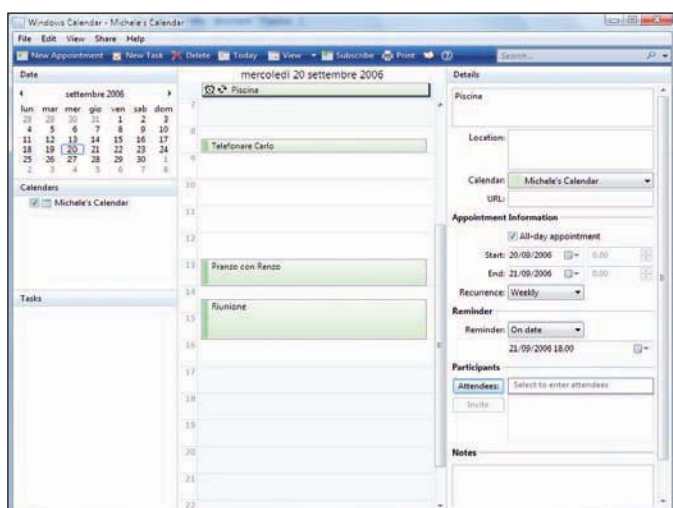 Windows Calendar - Michele's Calendar
File Edit View Share Help
New Appointment New Task Delete Today View Subscribe Print
Search...
Date
settembre 2006
lun mar mer gio ven sab dom
28 29 30 31 1 2 3
4 5 6 7 8 9 10
11 12 13 14 15 16 17
18 19 20 21 22 23 24
25 26 27 28 29 30 1
2 3 4 5 6 7 8
Calendars
Michele's Calendar
Tasks
mercoledì 20 settembre 2006
Piscina
7
8
Telefonare Carlo
9
10
11
12
13
Pranzo con Renzo
14
Riunione
15
16
17
18
19
20
21
22
Details
Piscina
Location:
Calendar: Michele's Calendar
URL:
Appointment Information
All-day appointment
Start: 20/09/2006 0.00
End: 21/09/2006 0.00
Recurrence: Weekly
Reminder
Reminder: On date
21/09/2006 18.00
Participants
Attendees: Select to enter attendees
Invite
Notes